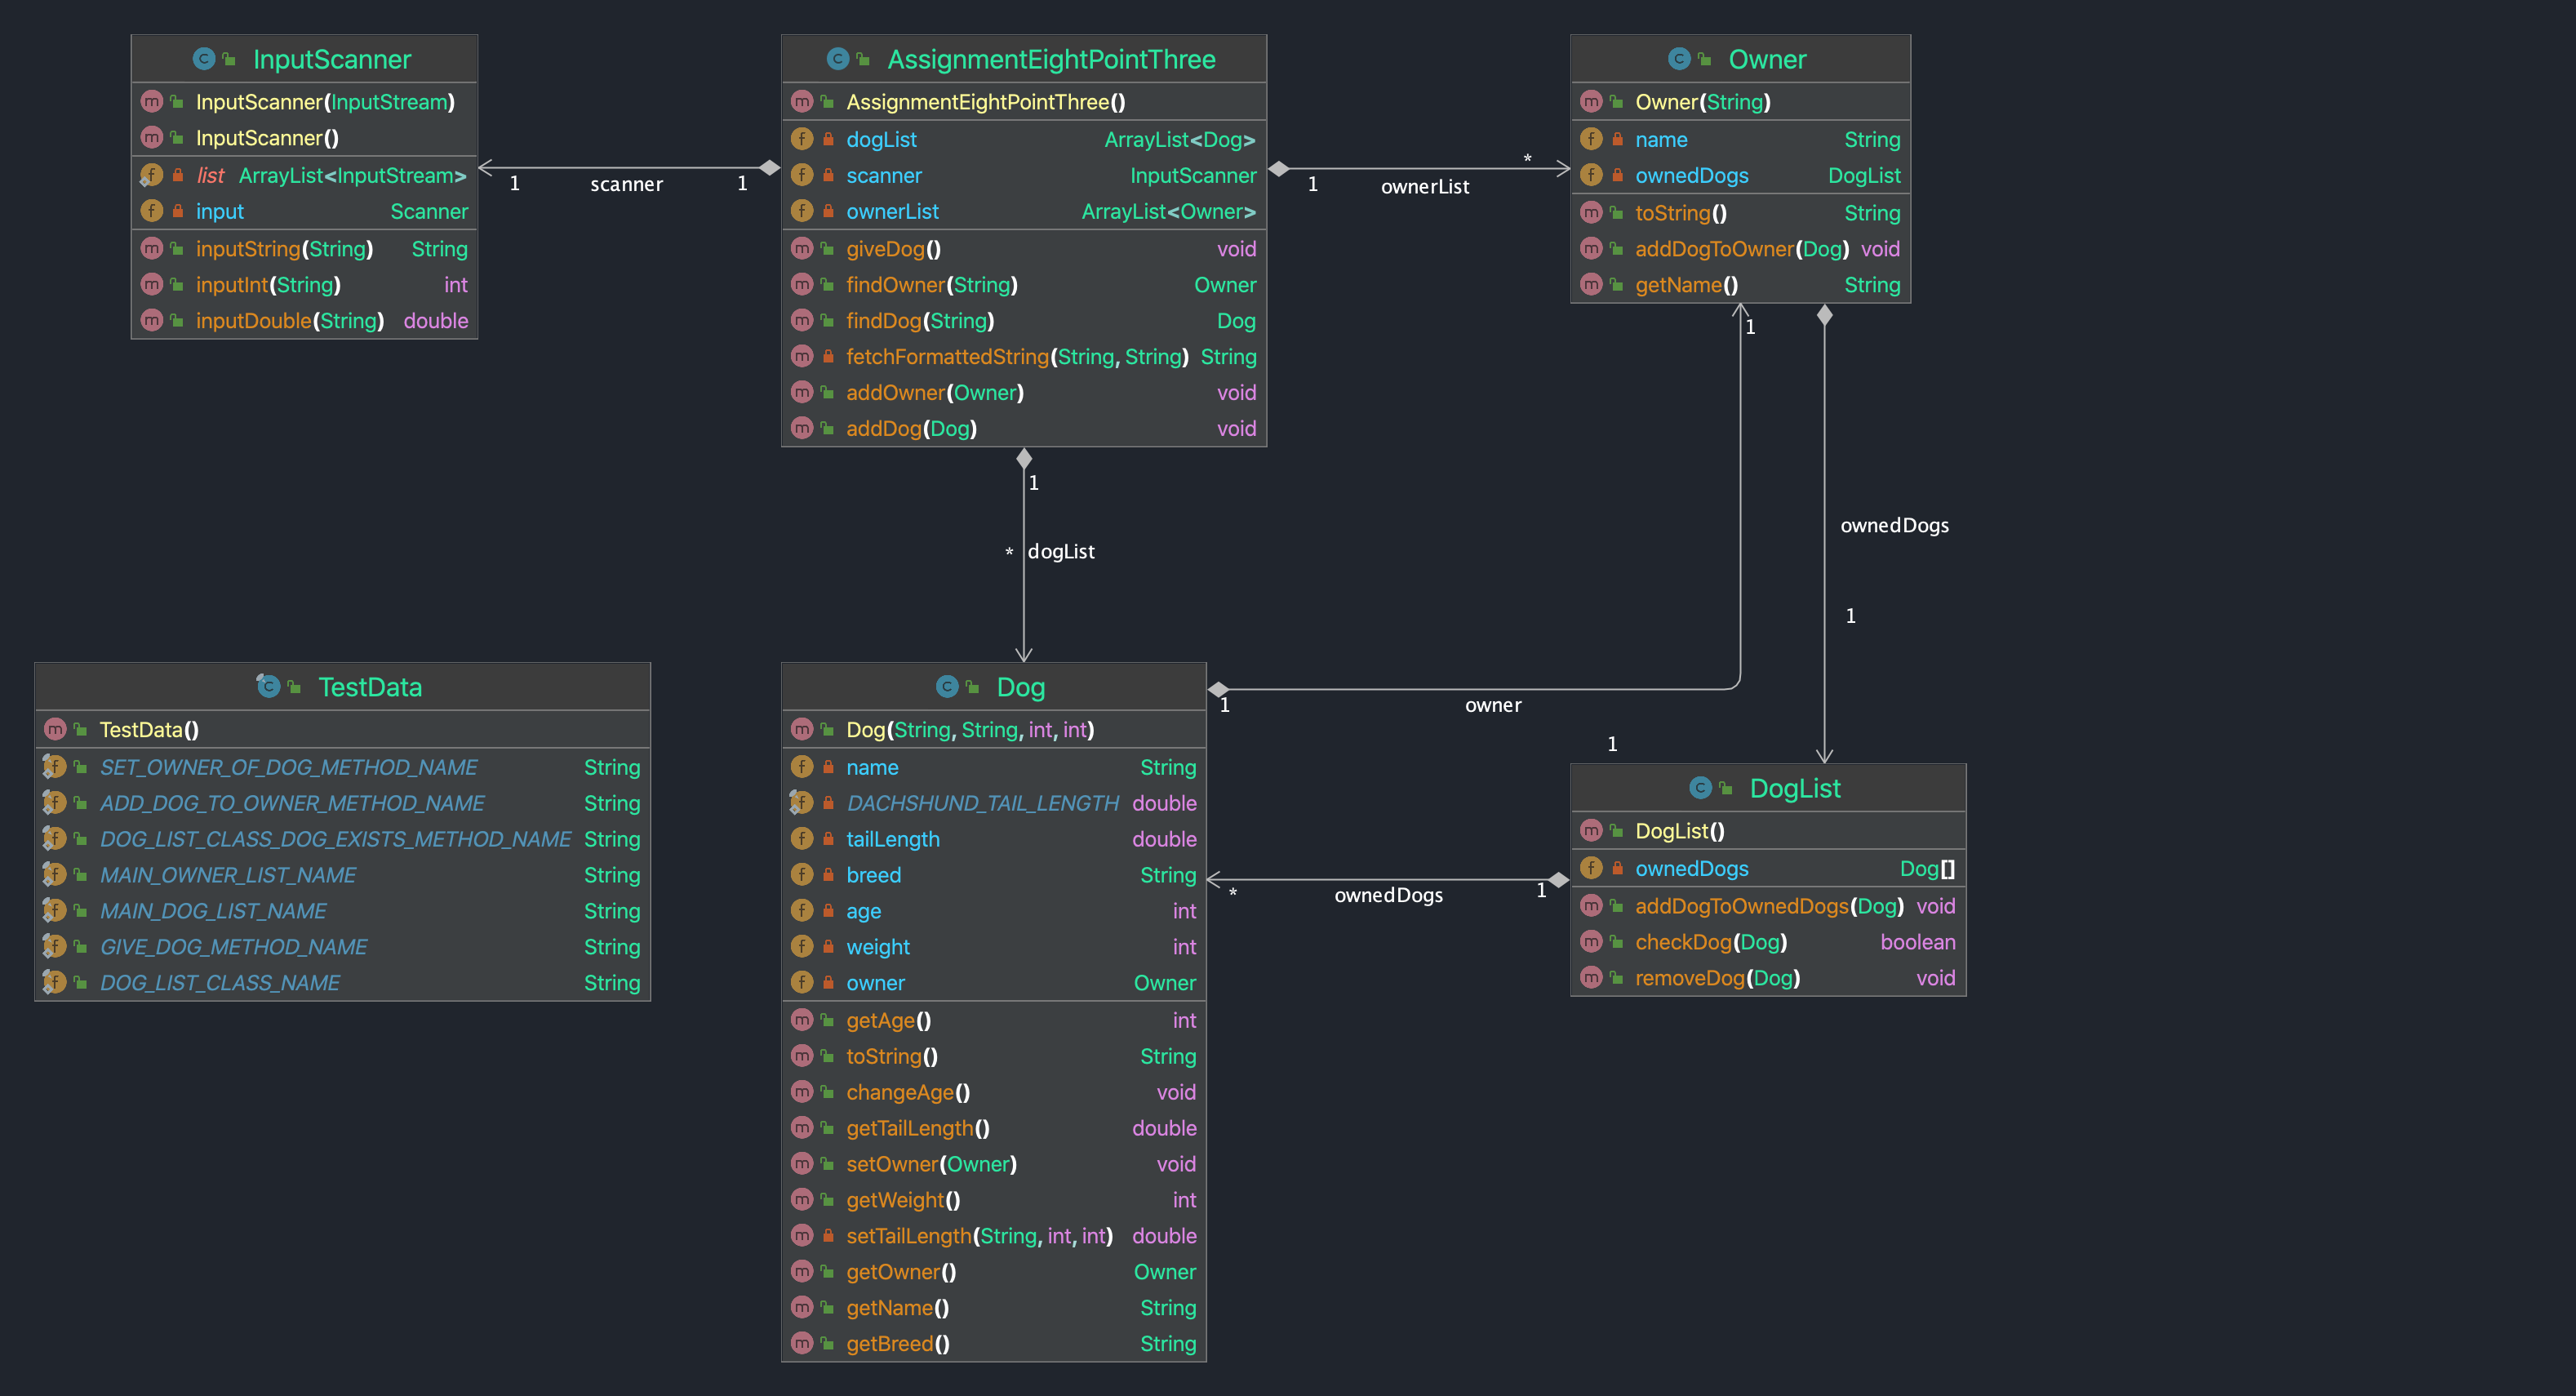 InputScanner
InputScanner(InputStream)
InputScanner()
list ArrayList<InputStream>
input Scanner
inputString(String) String
inputInt(String) int
inputDouble(String) double
1 scanner 1
AssignmentEightPointThree
AssignmentEightPointThree()
dogList ArrayList<Dog>
scanner InputScanner
ownerList ArrayList<Owner>
giveDog() void
findOwner(String) Owner
findDog(String) Dog
fetchFormattedString(String, String) String
addOwner(Owner) void
addDog(Dog) void
1 ownerList *
Owner
Owner(String)
name String
ownedDogs DogList
toString() String
addDogToOwner(Dog) void
getName() String
1
1
ownedDogs
* dogList
1
TestData
TestData()
SET_OWNER_OF_DOG_METHOD_NAME String
ADD_DOG_TO_OWNER_METHOD_NAME String
DOG_LIST_CLASS_DOG_EXISTS_METHOD_NAME String
MAIN_OWNER_LIST_NAME String
MAIN_DOG_LIST_NAME String
GIVE_DOG_METHOD_NAME String
DOG_LIST_CLASS_NAME String
Dog
Dog(String, String, int, int)
name String
DACHSHUND_TAIL_LENGTH double
tailLength double
breed String
age int
weight int
owner Owner
getAge() int
toString() String
changeAge() void
getTailLength() double
setOwner(Owner) void
getWeight() int
setTailLength(String, int, int) double
getOwner() Owner
getName() String
getBreed() String
1 owner
1
DogList
DogList()
ownedDogs Dog[]
addDogToOwnedDogs(Dog) void
checkDog(Dog) boolean
removeDog(Dog) void
* ownedDogs 1